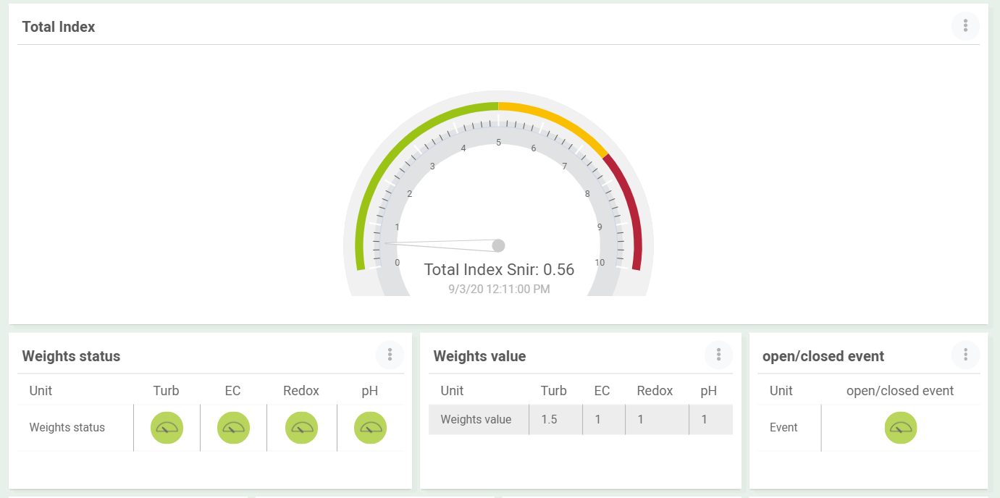 Total Index
0
1
2
3
4
5
6
7
8
9
10
Total Index Snir: 0.56
9/3/20 12:11:00 PM
Weights status
Unit Turb EC Redox pH
Weights status
Weights value
Unit Turb EC Redox pH
Weights value 1.5 1 1 1
open/closed event
Unit open/closed event
Event